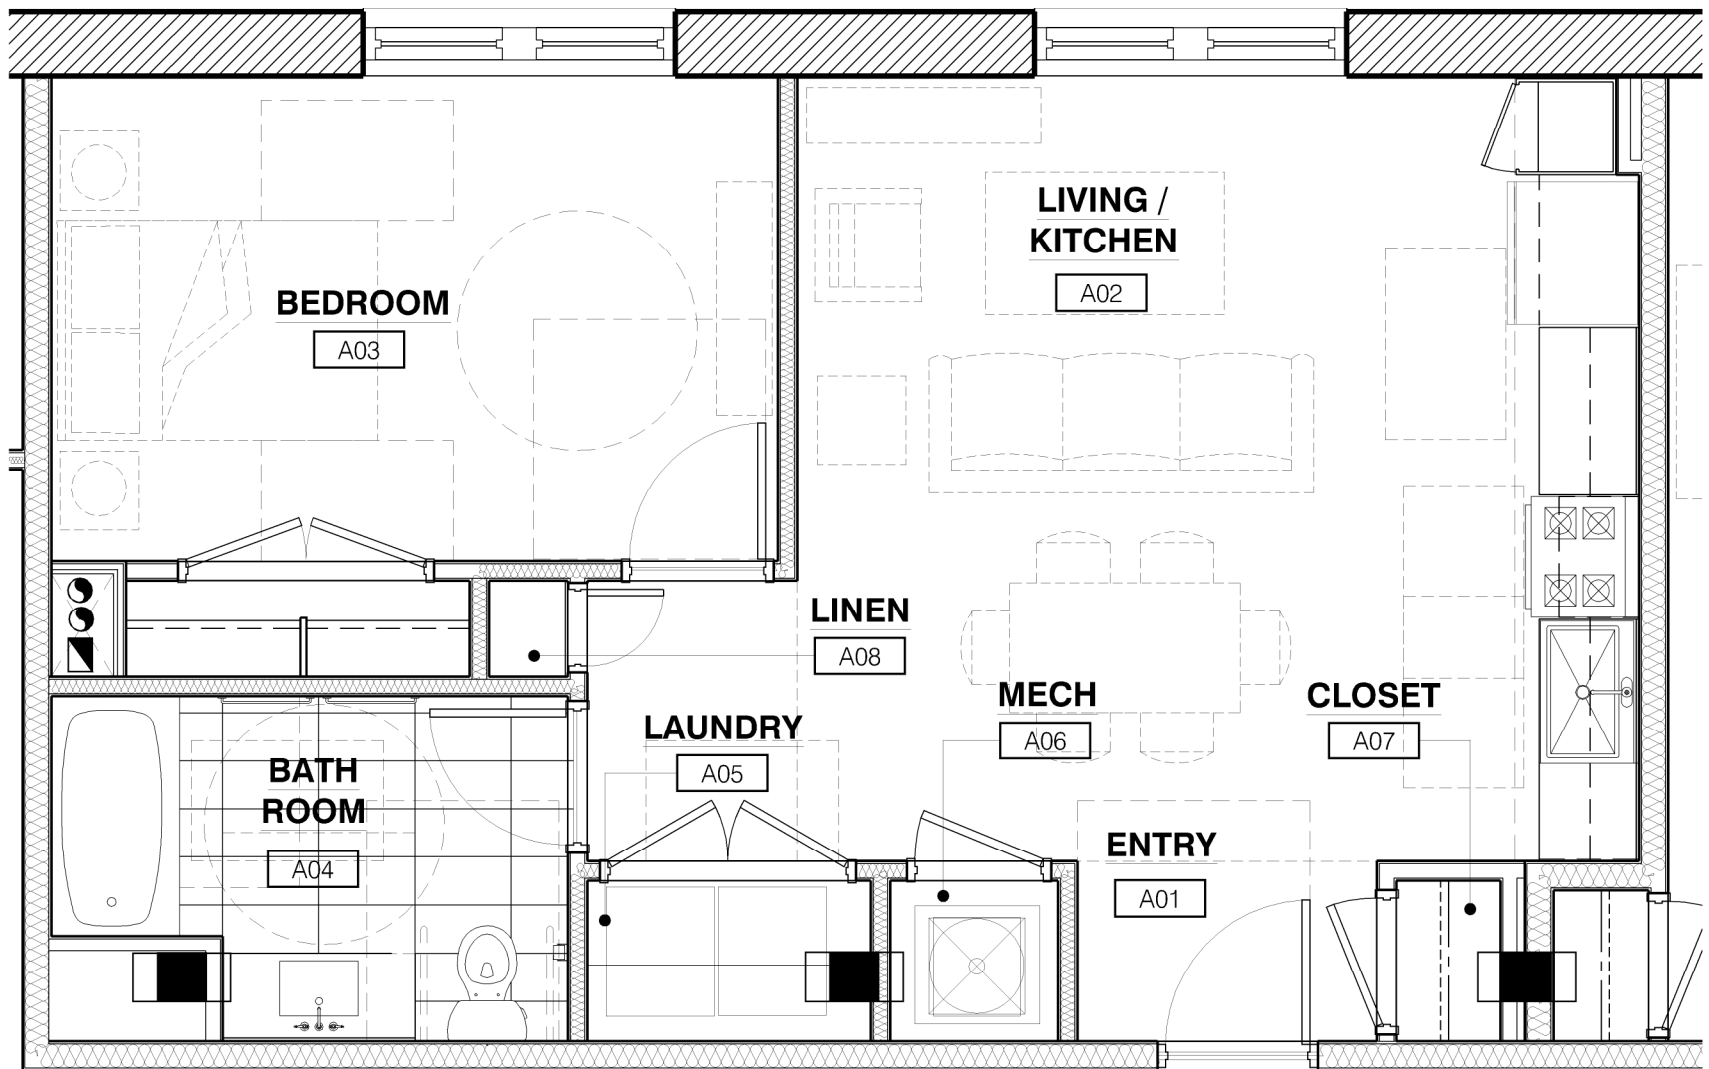 LIVING /
KITCHEN
A02
BEDROOM
A03
LINEN
A08
MECH
A06
CLOSET
A07
LAUNDRY
A05
BATH
ROOM
A04
ENTRY
A01